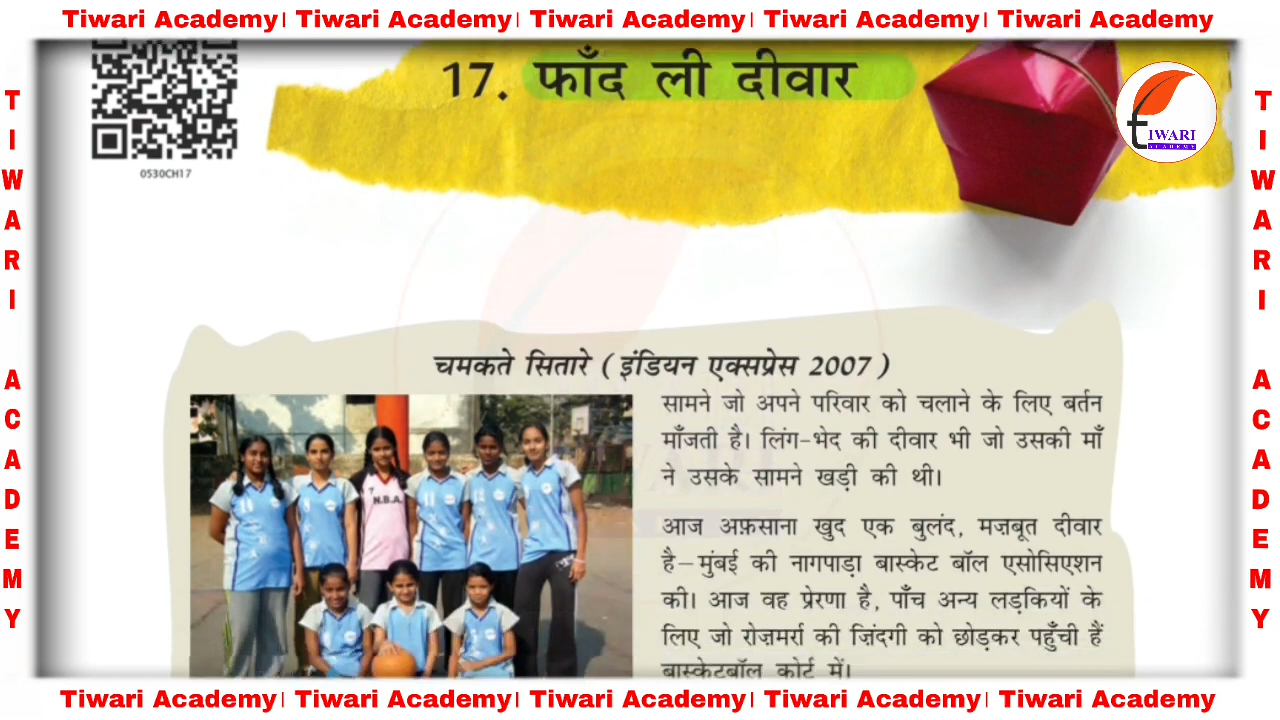 Tiwari Academy। Tiwari Academy। Tiwari Academy। Tiwari Academy। Tiwari Academy
TIWARI ACADEMY
17. फाँद ली दीवार
0530CH17
tIWARI
ACADEMY
चमकते सितारे ( इंडियन एक्सप्रेस 2007 )
सामने जो अपने परिवार को चलाने के लिए बर्तन
माँजती है। लिंग-भेद की दीवार भी जो उसकी माँ
ने उसके सामने खड़ी की थी।
आज अफ़साना खुद एक बुलंद, मज़बूत दीवार
है–मुंबई की नागपाड़ा बास्केट बॉल एसोसिएशन
की। आज वह प्रेरणा है, पाँच अन्य लड़कियों के
लिए जो रोज़मर्रा की ज़िंदगी को छोड़कर पहुँची हैं
बास्केटबॉल कोर्ट में।
N.B.A.
TIWARI ACADEMY
Tiwari Academy। Tiwari Academy। Tiwari Academy। Tiwari Academy। Tiwari Academy